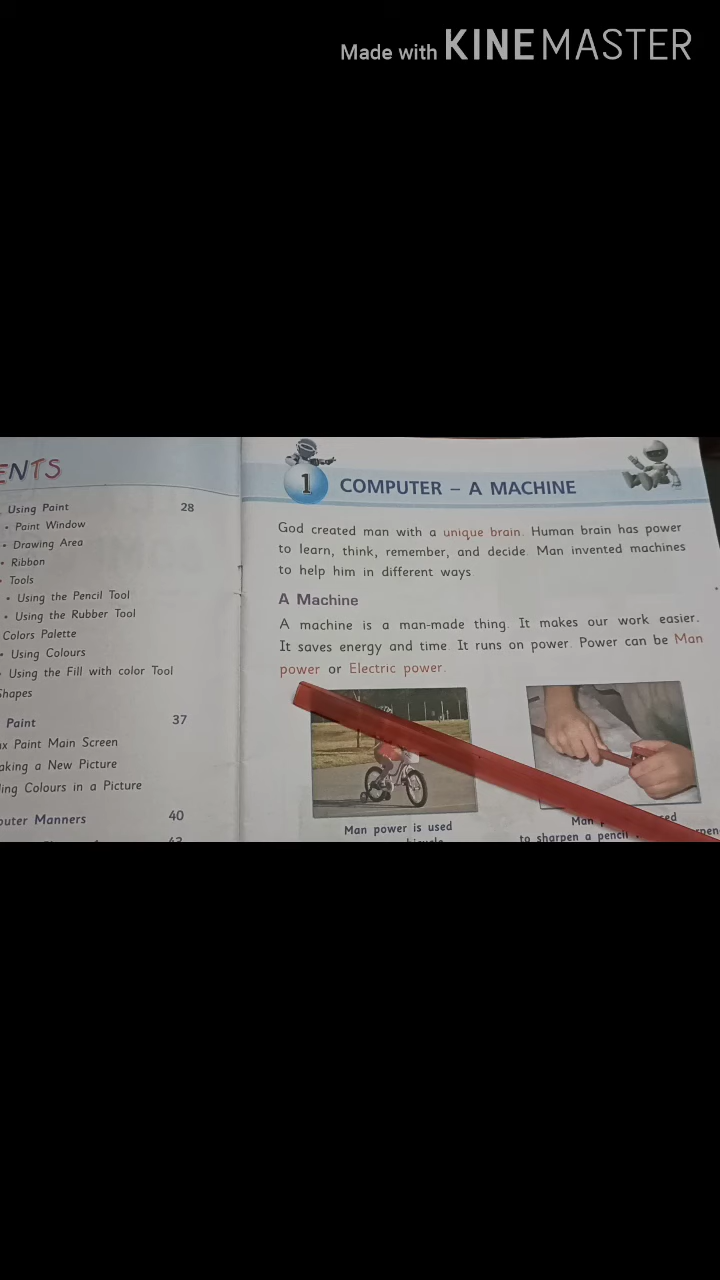 Made with KINEMASTER
ENTS
Using Paint 28
• Paint Window
• Drawing Area
• Ribbon
• Tools
• Using the Pencil Tool
• Using the Rubber Tool
Colors Palette
• Using Colours
• Using the Fill with color Tool
Shapes
Paint 37
x Paint Main Screen
aking a New Picture
ing Colours in a Picture
outer Manners 40
1 COMPUTER – A MACHINE
God created man with a unique brain. Human brain has power
to learn, think, remember, and decide. Man invented machines
to help him in different ways
A Machine
A machine is a man-made thing. It makes our work easier.
It saves energy and time. It runs on power. Power can be Man
power or Electric power.
Man power is used
Man
to sharpen a pencil